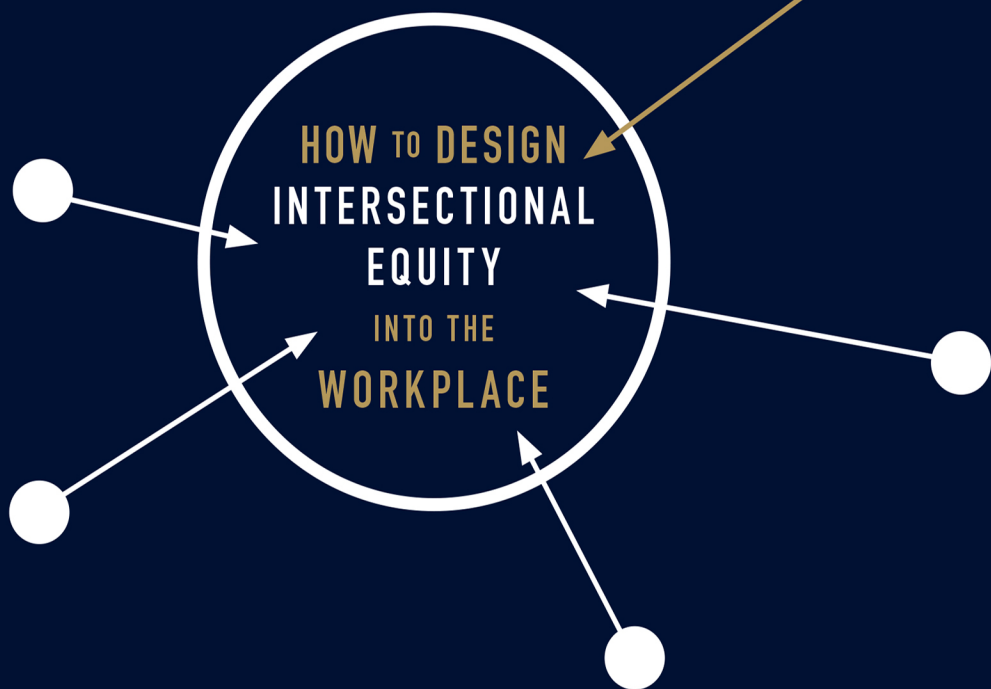 HOW TO DESIGN
INTERSECTIONAL
EQUITY
INTO THE
WORKPLACE